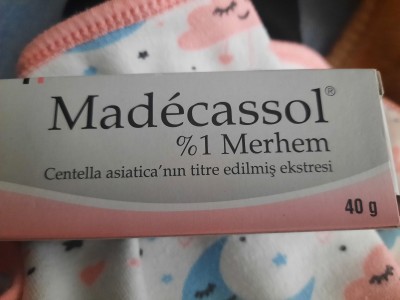 Madécassol®
%1 Merhem
Centella asiatica'nın titre edilmiş ekstresi
40 g